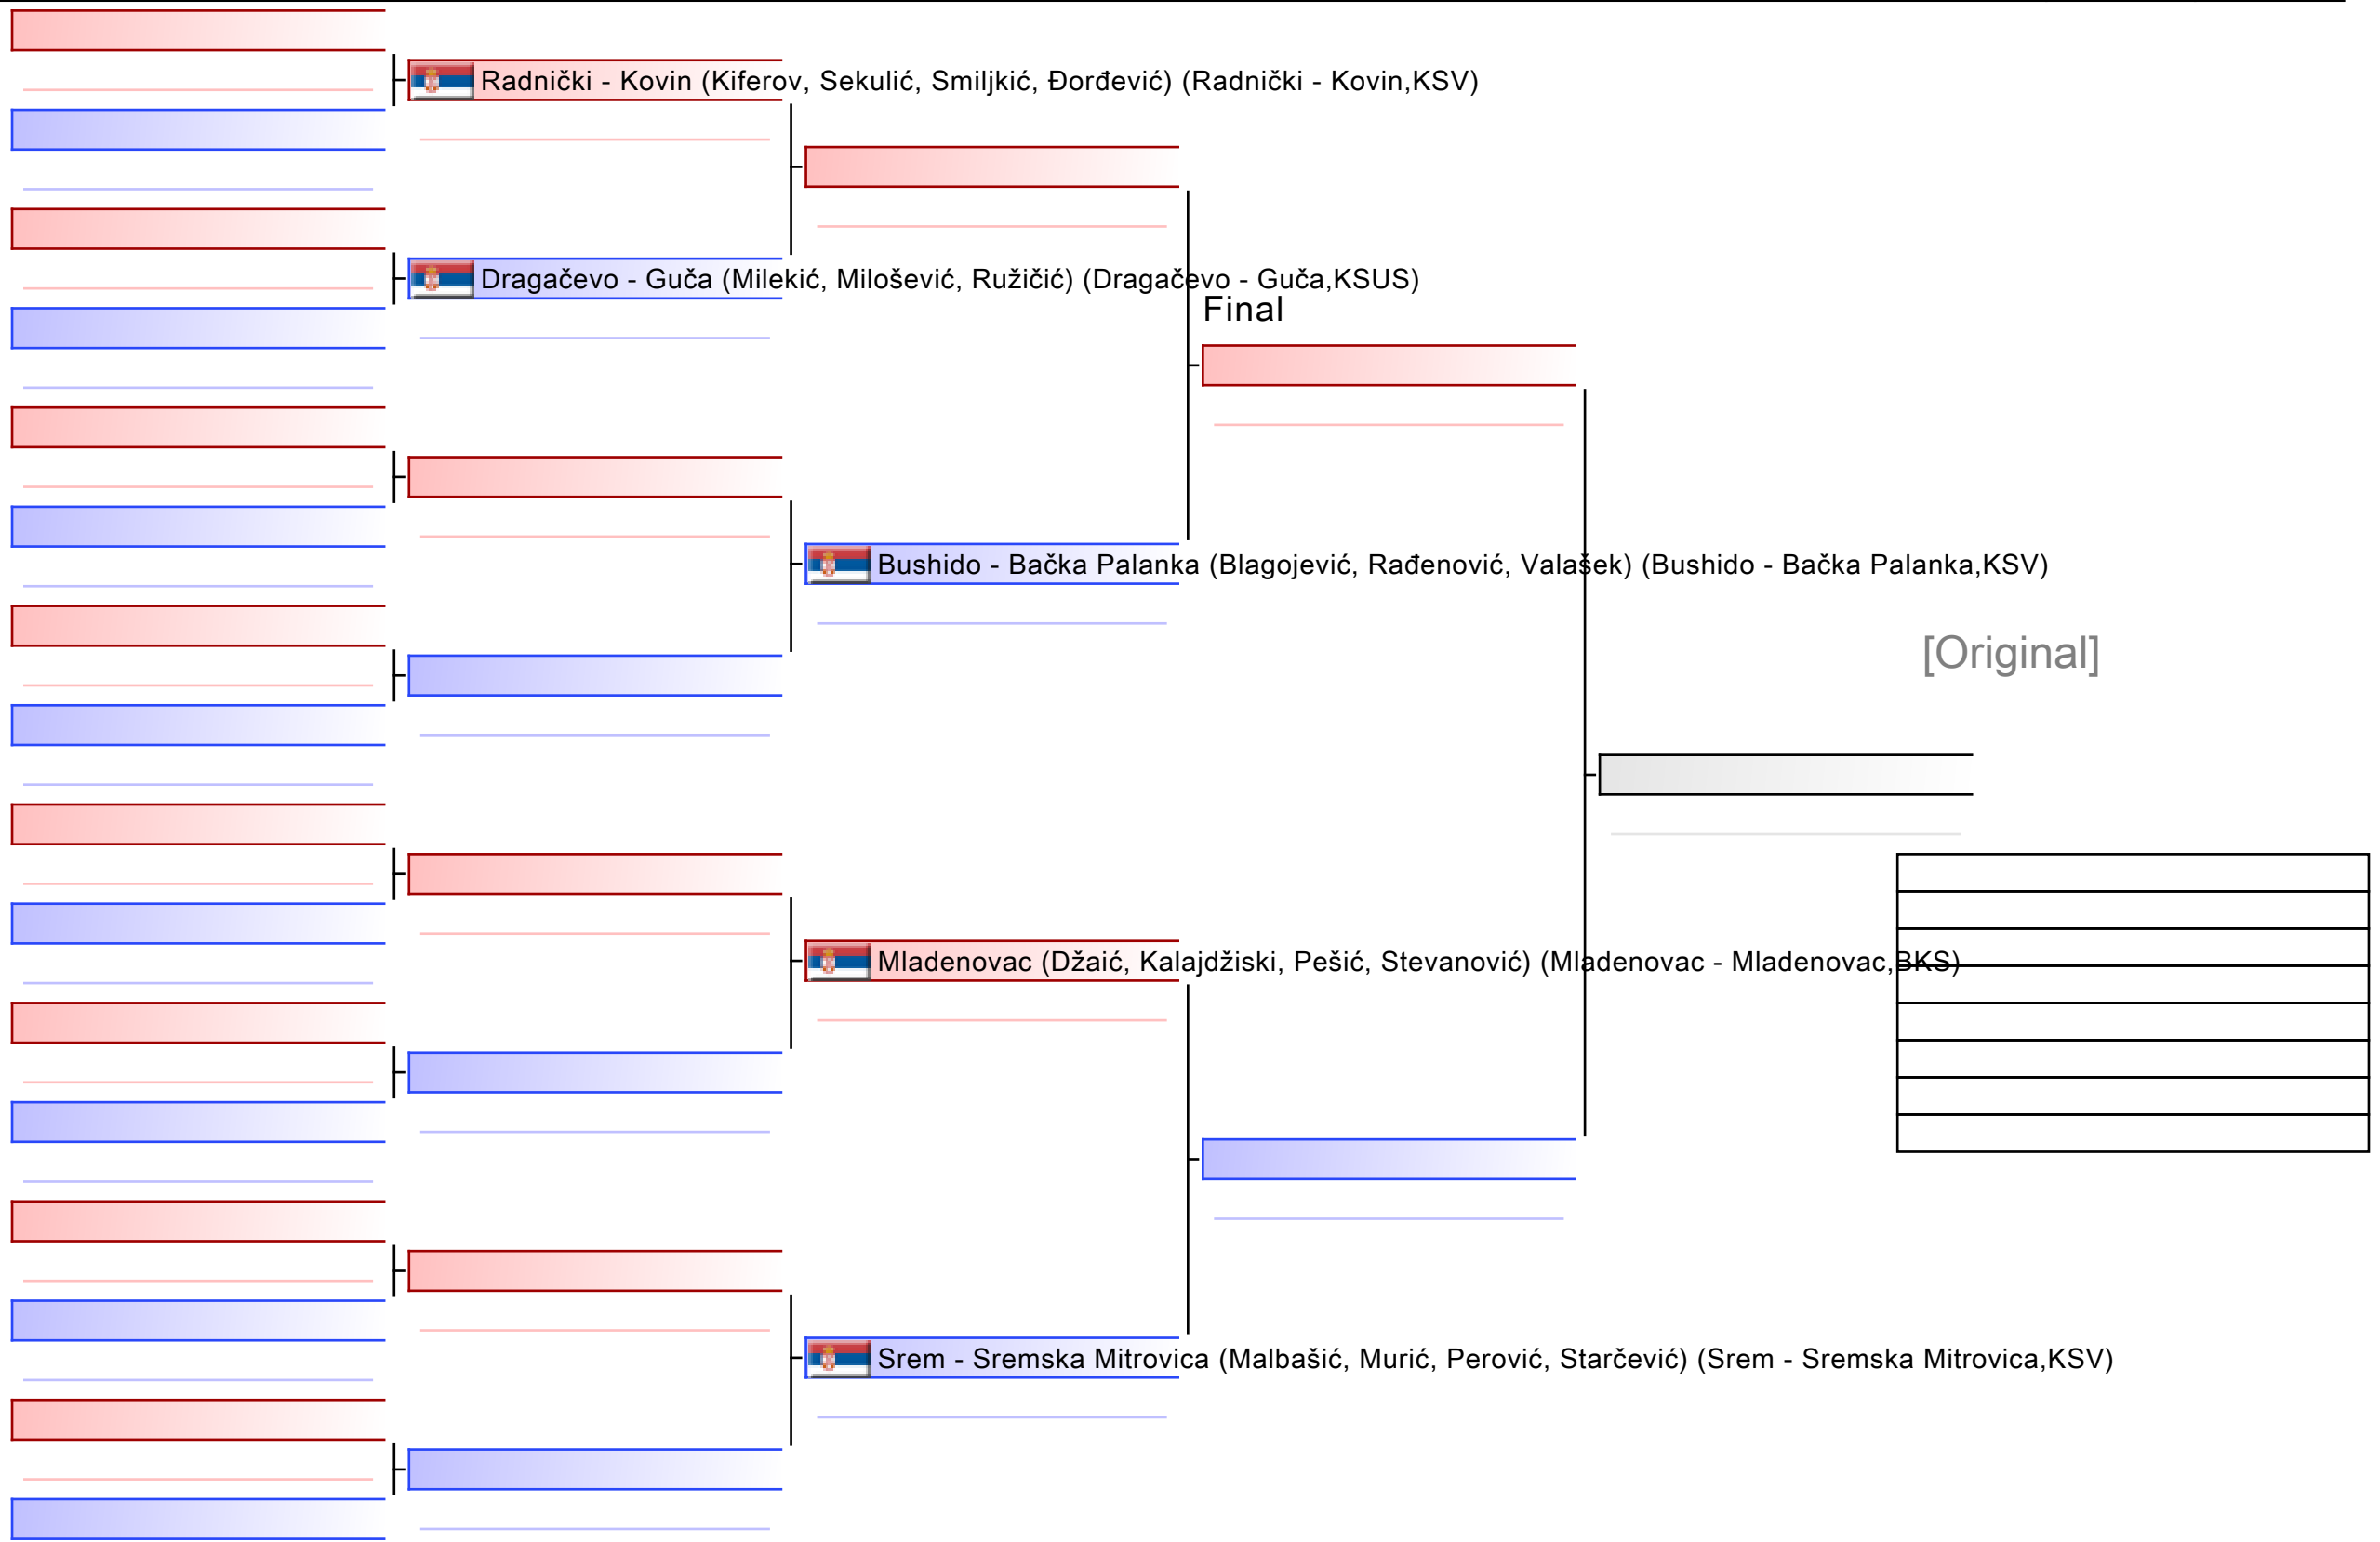 Radnički - Kovin (Kiferov, Sekulić, Smiljkić, Đorđević) (Radnički - Kovin,KSV)
Dragačevo - Guča (Milekić, Milošević, Ružičić) (Dragačevo - Guča,KSUS)
Final
Bushido - Bačka Palanka (Blagojević, Rađenović, Valašek) (Bushido - Bačka Palanka,KSV)
[Original]
Mladenovac (Džaić, Kalajdžiski, Pešić, Stevanović) (Mladenovac - Mladenovac,BKS)
Srem - Sremska Mitrovica (Malbašić, Murić, Perović, Starčević) (Srem - Sremska Mitrovica,KSV)